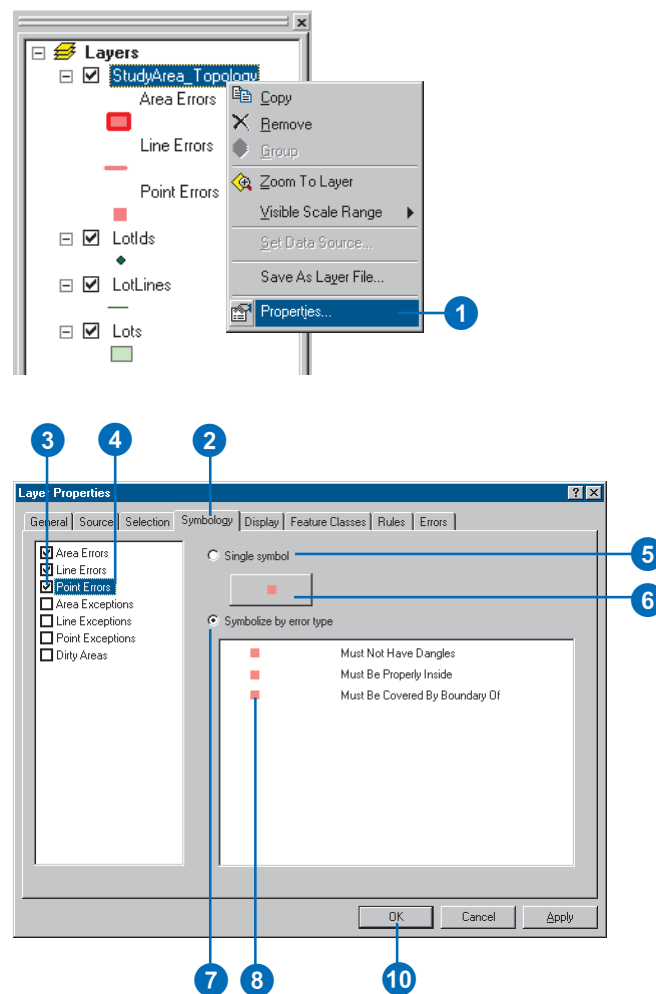 Layers
StudyArea_Topology
Area Errors
Line Errors
Point Errors
LotIds
LotLines
Lots
Copy
Remove
Group
Zoom To Layer
Visible Scale Range
Set Data Source...
Save As Layer File...
Properties...
1
3
4
2
Layer Properties
General Source Selection Symbology Display Feature Classes Rules Errors
Area Errors
Line Errors
Point Errors
Area Exceptions
Line Exceptions
Point Exceptions
Dirty Areas
Single symbol
5
6
Symbolize by error type
Must Not Have Dangles
Must Be Properly Inside
Must Be Covered By Boundary Of
OK Cancel Apply
7
8
10